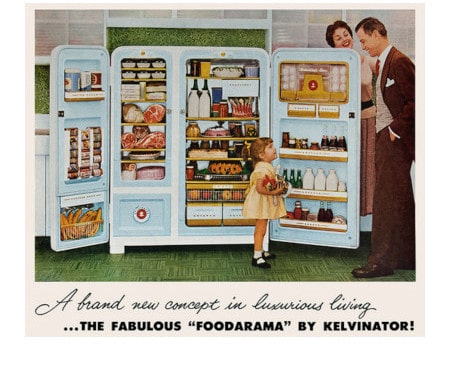 A brand new concept in luxurious living
...THE FABULOUS "FOODARAMA" BY KELVINATOR!